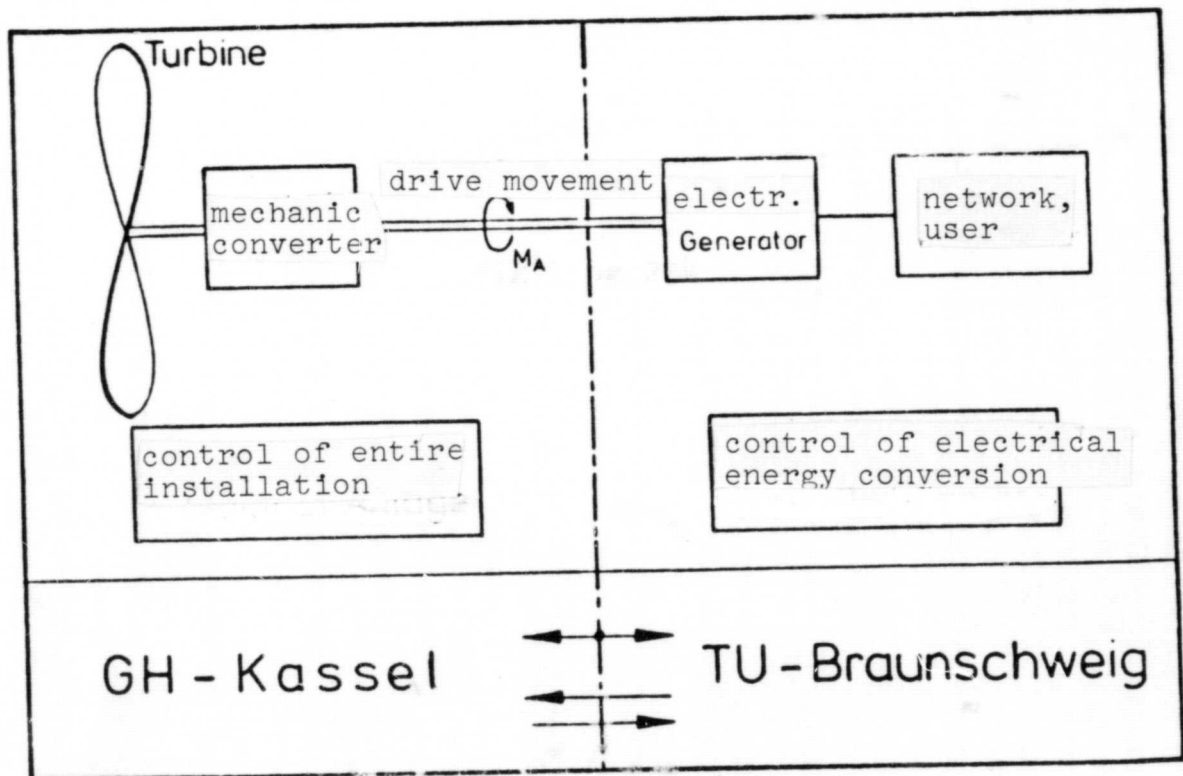 Turbine
mechanic
converter
drive movement
M_A
electr.
Generator
network,
user
control of entire
installation
control of electrical
energy conversion
GH-Kassel
TU-Braunschweig